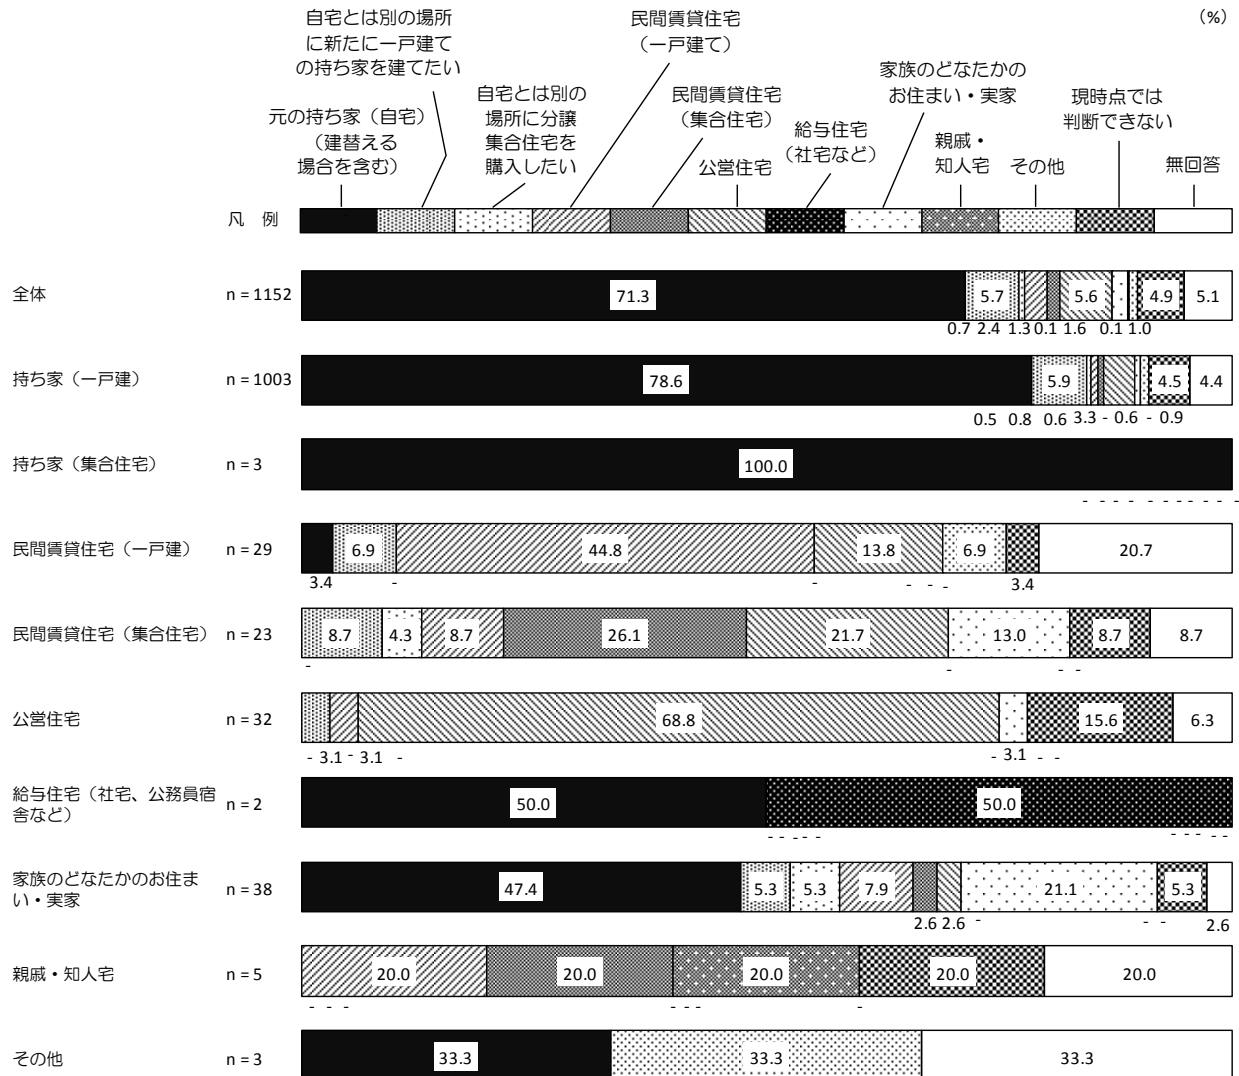 (%)
自宅とは別の場所
に新たに一戸建て
の持ち家を建てたい
民間賃貸住宅
(一戸建て)
元の持ち家(自宅)
(建替える
場合を含む)
自宅とは別の
場所に分譲
集合住宅を
購入したい
民間賃貸住宅
(集合住宅)
公営住宅
給与住宅
(社宅など)
家族のどなたかの
お住まい・実家
親戚・
知人宅
その他
現時点では
判断できない
無回答
凡 例
全体 n = 1152 71.3 5.7 5.6 4.9 5.1
0.7 2.4 1.3 0.1 1.6 0.1 1.0
持ち家(一戸建) n = 1003 78.6 5.9 4.5 4.4
0.5 0.8 0.6 3.3 - 0.6 - 0.9
持ち家(集合住宅) n = 3 100.0
- - - - - - - - - -
民間賃貸住宅(一戸建) n = 29 6.9 44.8 13.8 6.9 20.7
3.4 - - - - - 3.4
民間賃貸住宅(集合住宅) n = 23 8.7 4.3 8.7 26.1 21.7 13.0 8.7 8.7
- - - -
公営住宅 n = 32 68.8 15.6 6.3
- 3.1 - 3.1 - - 3.1 - -
給与住宅(社宅、公務員宿
舎など) n = 2 50.0 50.0
- - - - - - - - -
家族のどなたかのお住ま
い・実家 n = 38 47.4 5.3 5.3 7.9 21.1 5.3
2.6 2.6 - - - 2.6
親戚・知人宅 n = 5 20.0 20.0 20.0 20.0 20.0
- - - - - - -
その他 n = 3 33.3 33.3 33.3